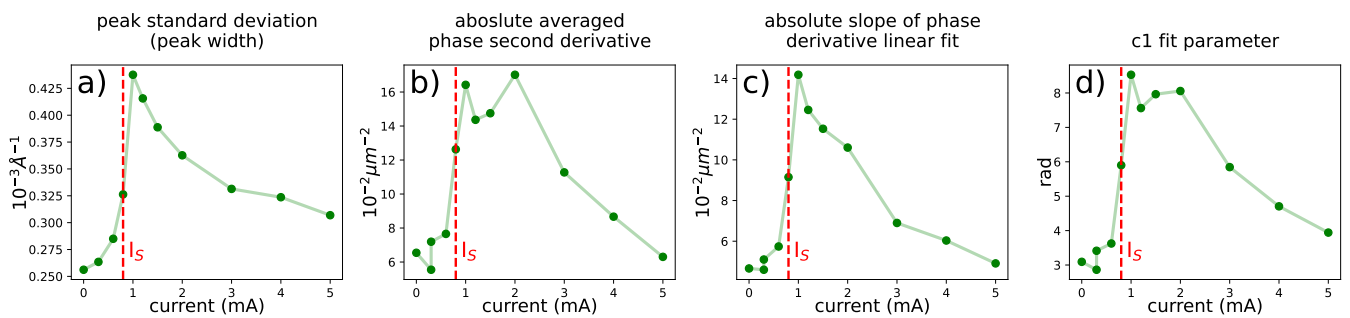 peak standard deviation
(peak width)
a)
0.425
0.400
0.375
0.350
0.325
0.300
0.275
0.250
10⁻³Å⁻¹
I_S
0 1 2 3 4 5
current (mA)
aboslute averaged
phase second derivative
b)
16
14
12
10
8
6
10⁻²μm⁻²
I_S
0 1 2 3 4 5
current (mA)
absolute slope of phase
derivative linear fit
c)
14
12
10
8
6
10⁻²μm⁻²
I_S
0 1 2 3 4 5
current (mA)
c1 fit parameter
d)
8
7
6
5
4
3
rad
I_S
0 1 2 3 4 5
current (mA)